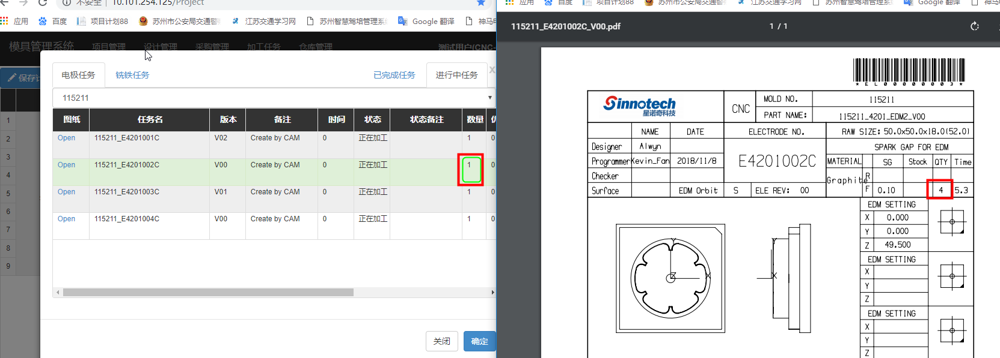 不安全 | 10.101.254.125/Project
应用 百度 项目计划88 苏州市公安局交通警 江苏交通学习网 苏州智慧驾培管理系 Google 翻译 神马
模具管理系统 项目管理 设计管理 采购管理 加工任务 仓库管理 测试用户(CNC-
保存
电极任务 铣铁任务 已完成任务 进行中任务 X
115211
图纸 任务名 版本 备注 时间 状态 状态备注 数量
Open 115211_E4201001C V02 Create by CAM 0 正在加工 1 0
Open 115211_E4201002C V00 Create by CAM 0 正在加工 1 0
Open 115211_E4201003C V01 Create by CAM 0 正在加工 1 0
Open 115211_E4201004C V00 Create by CAM 0 正在加工 1 0
1
2
3
4
5
6
7
8
9
关闭 确定
应用 百度 项目计划88 苏州市公安局交通警 江苏交通学习网 苏州智慧驾培管理系 Google 翻译 神马
115211_E4201002C_V00.pdf 1 / 1
*EL00000003*
Sinnotech
星诺奇科技
CNC
MOLD NO. 115211
PART NAME: 115211_4201_EDM2_V00
NAME DATE ELECTRODE NO. RAW SIZE: 50.0x50.0x18.0(52.0)
Designer Alwyn E4201002C SPARK GAP FOR EDM
Programmer Kevin_Fan 2018/11/8 MATERIAL SG Stock QTY Time
Checker Graphite R
Surface EDM Orbit S ELE REV: 00 F 0.10 4 5.3
EDM SETTING
X 0.000
Y 0.000
Z 49.500
EDM SETTING
X
Y
Z
EDM SETTING
X
Y
Z
Y
Z
X
Y
X